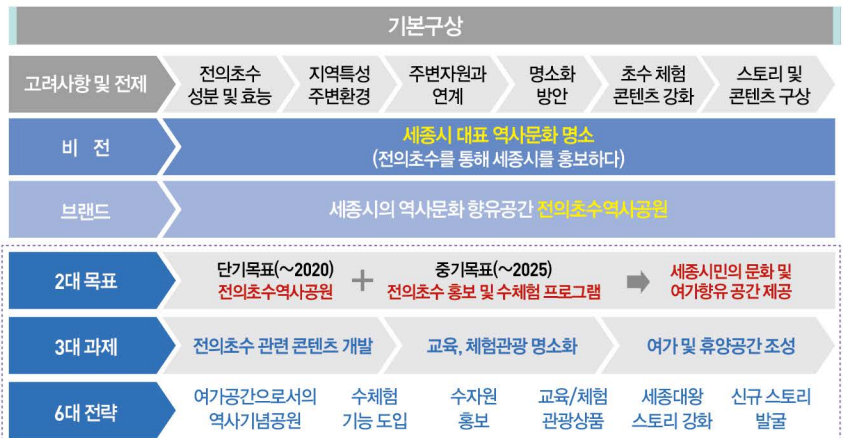 기본구상
고려사항 및 전제
전의초수
성분 및 효능
지역특성
주변환경
주변자원과
연계
명소화
방안
초수 체험
콘텐츠 강화
스토리 및
콘텐츠 구상
비 전
세종시 대표 역사문화 명소
(전의초수를 통해 세종시를 홍보하다)
브랜드
세종시의 역사문화 향유공간 전의초수역사공원
2대 목표
단기목표(~2020)
전의초수역사공원
+
중기목표(~2025)
전의초수 홍보 및 수체험 프로그램
세종시민의 문화 및
여가향유 공간 제공
3대 과제
전의초수 관련 콘텐츠 개발
교육, 체험관광 명소화
여가 및 휴양공간 조성
6대 전략
여가공간으로서의
역사기념공원
수체험
기능 도입
수자원
홍보
교육/체험
관광상품
세종대왕
스토리 강화
신규 스토리
발굴